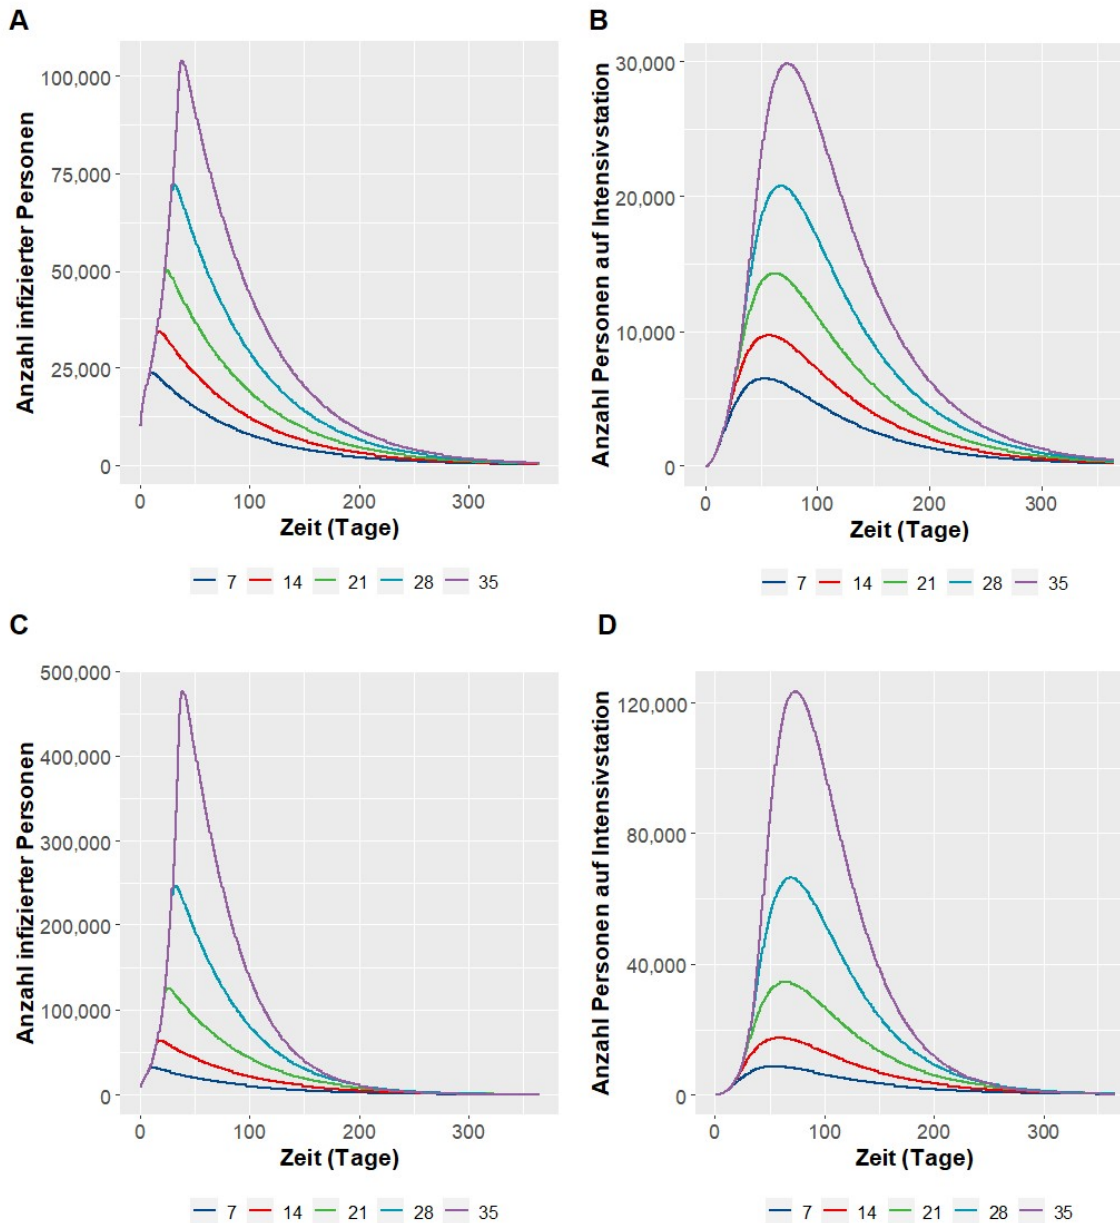 A
Anzahl infizierter Personen
100,000
75,000
50,000
25,000
0
0 100 200 300
Zeit (Tage)
7 14 21 28 35
B
Anzahl Personen auf Intensivstation
30,000
20,000
10,000
0
0 100 200 300
Zeit (Tage)
7 14 21 28 35
C
Anzahl infizierter Personen
500,000
400,000
300,000
200,000
100,000
0
0 100 200 300
Zeit (Tage)
7 14 21 28 35
D
Anzahl Personen auf Intensivstation
120,000
80,000
40,000
0
0 100 200 300
Zeit (Tage)
7 14 21 28 35